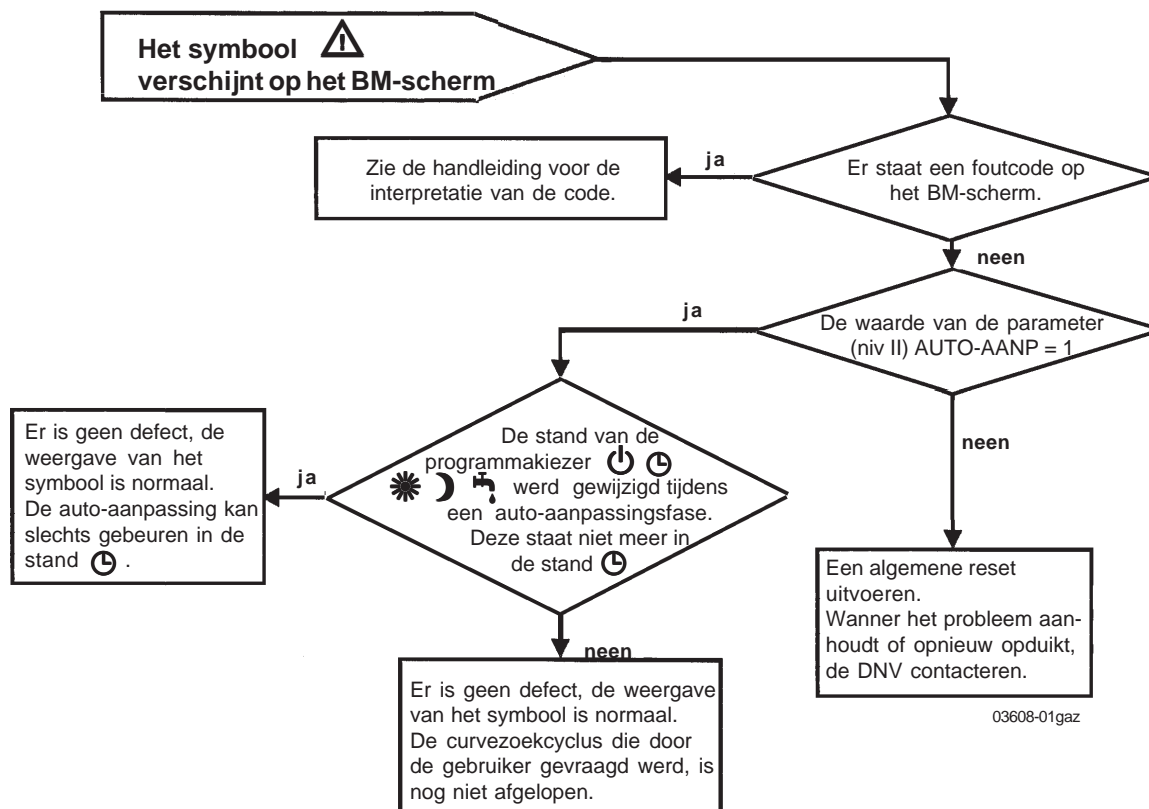 Het symbool
verschijnt op het BM-scherm
Zie de handleiding voor de
interpretatie van de code.
ja
Er staat een foutcode op
het BM-scherm.
neen
ja
De waarde van de parameter
(niv II) AUTO-AANP = 1
neen
De stand van de
programmakiezer
werd gewijzigd tijdens
een auto-aanpassingsfase.
Deze staat niet meer in
de stand
ja
Er is geen defect, de
weergave van het
symbool is normaal.
De auto-aanpassing kan
slechts gebeuren in de
stand .
neen
Er is geen defect, de weergave
van het symbool is normaal.
De curvezoekcyclus die door
de gebruiker gevraagd werd, is
nog niet afgelopen.
Een algemene reset
uitvoeren.
Wanner het probleem aan-
houdt of opnieuw opduikt,
de DNV contacteren.
03608-01gaz